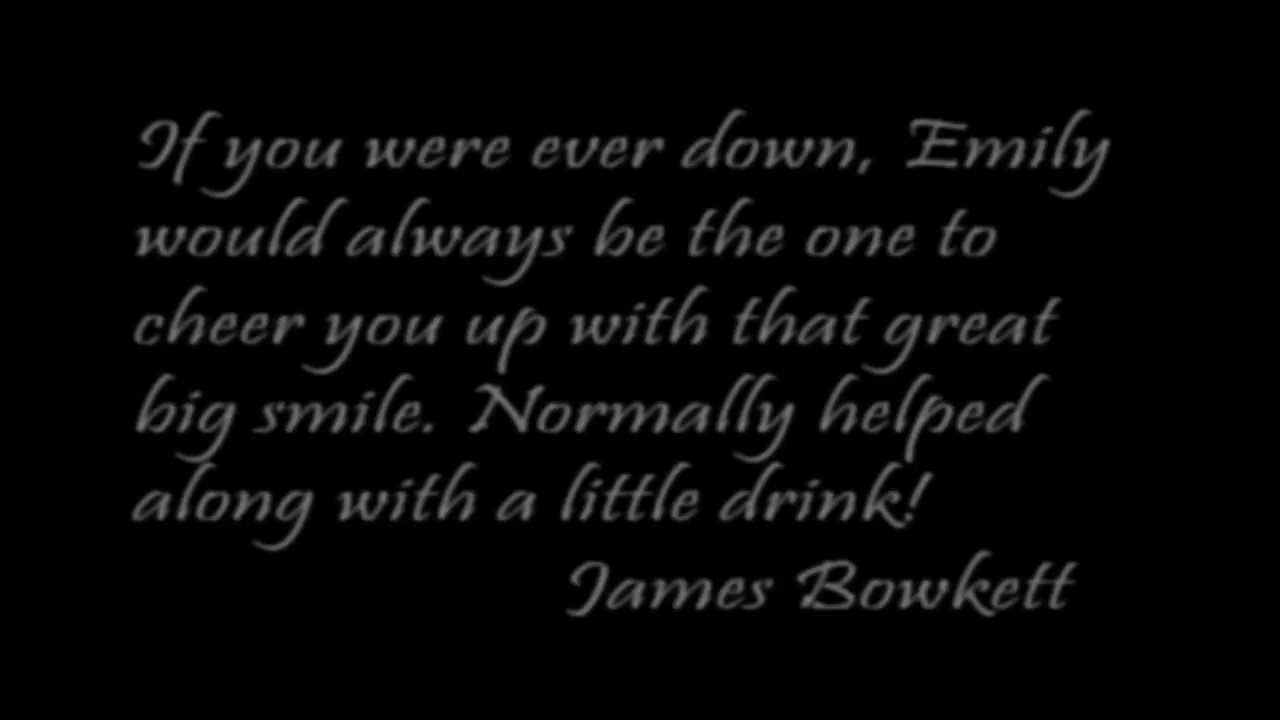 If you were ever down, Emily
would always be the one to
cheer you up with that great
big smile. Normally helped
along with a little drink!
James Bowkett